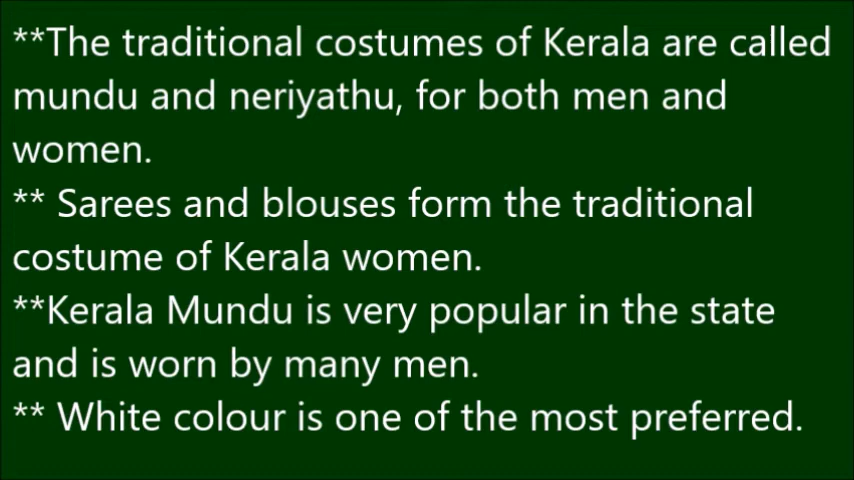 **The traditional costumes of Kerala are called
mundu and neriyathu, for both men and
women.
** Sarees and blouses form the traditional
costume of Kerala women.
**Kerala Mundu is very popular in the state
and is worn by many men.
** White colour is one of the most preferred.